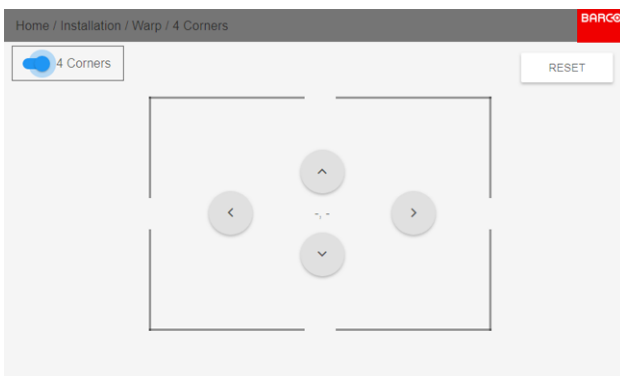 Home / Installation / Warp / 4 Corners
BARCO
4 Corners
RESET
-, -